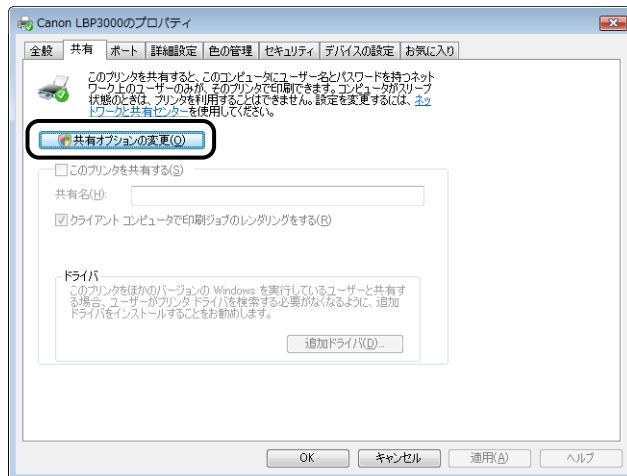 Canon LBP3000のプロパティ
全般 共有 ポート 詳細設定 色の管理 セキュリティ デバイスの設定 お気に入り
このプリンタを共有すると、このコンピュータにユーザー名とパスワードを持つネット
ワーク上のユーザーのみが、そのプリンタで印刷できます。コンピュータがスリープ
状態のときは、プリンタを利用することはできません。設定を変更するには、ネッ
トワークと共有センターを使用してください。
共有オプションの変更(O)
このプリンタを共有する(S)
共有名(H):
クライアント コンピュータで印刷ジョブのレンダリングをする(R)
ドライバ
このプリンタをほかのバージョンの Windows を実行しているユーザーと共有す
る場合、ユーザーがプリンタ ドライバを検索する必要がなくなるように、追加
ドライバをインストールすることをお勧めします。
追加ドライバ(D)...
OK キャンセル 適用(A) ヘルプ